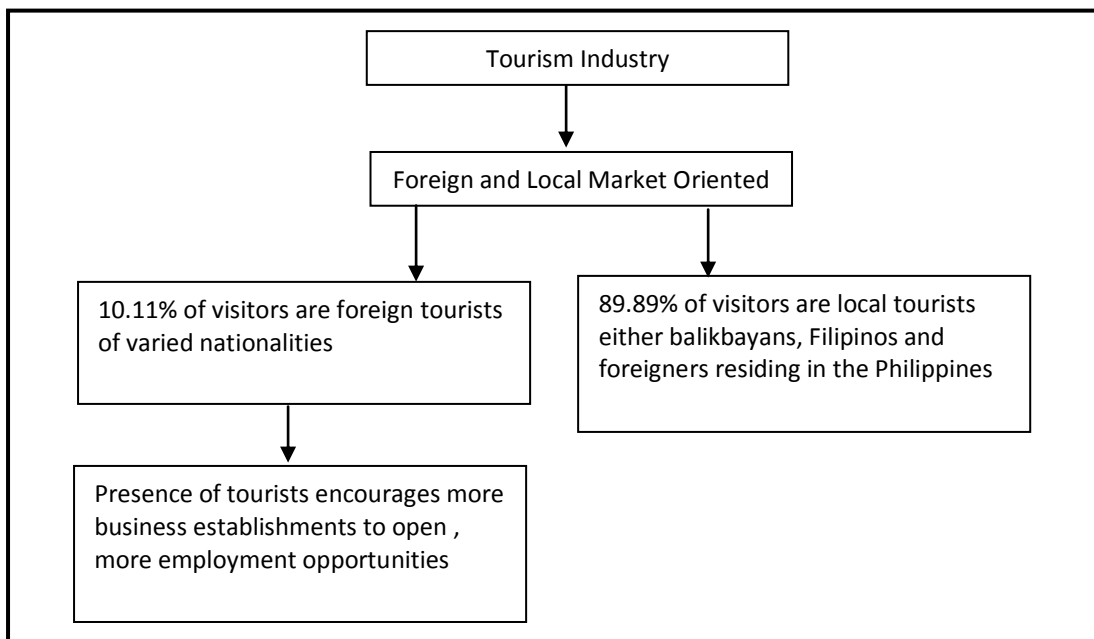 Tourism Industry
Foreign and Local Market Oriented
10.11% of visitors are foreign tourists
of varied nationalities
89.89% of visitors are local tourists
either balikbayans, Filipinos and
foreigners residing in the Philippines
Presence of tourists encourages more
business establishments to open ,
more employment opportunities